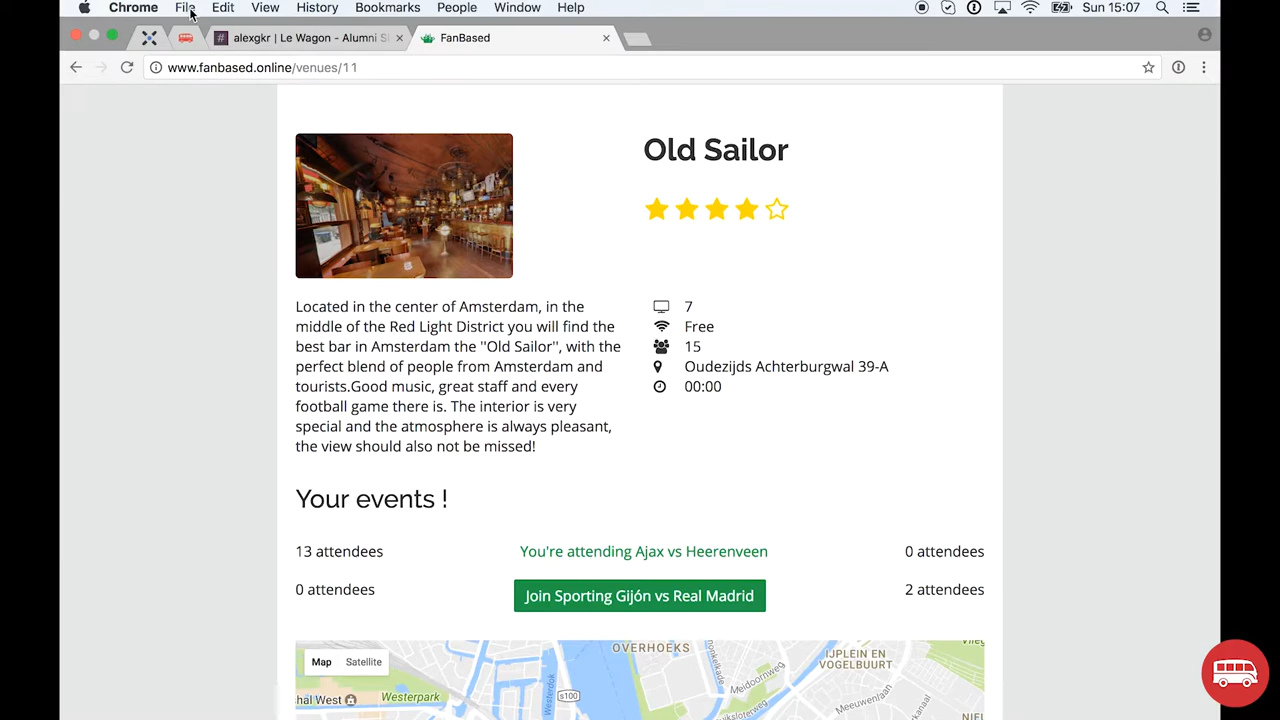 Chrome File Edit View History Bookmarks People Window Help Sun 15:07
alexgkr | Le Wagon - Alumni S
FanBased
www.fanbased.online/venues/11
Old Sailor
Located in the center of Amsterdam, in the
middle of the Red Light District you will find the
best bar in Amsterdam the "Old Sailor", with the
perfect blend of people from Amsterdam and
tourists.Good music, great staff and every
football game there is. The interior is very
special and the atmosphere is always pleasant,
the view should also not be missed!
7
Free
15
Oudezijds Achterburgwal 39-A
00:00
Your events !
13 attendees You're attending Ajax vs Heerenveen 0 attendees
0 attendees Join Sporting Gijón vs Real Madrid 2 attendees
Map Satellite
OVERHOEKS
IJPLEIN EN
VOGELBUURT
s100
Westerpark
Meidoornweg
hal West